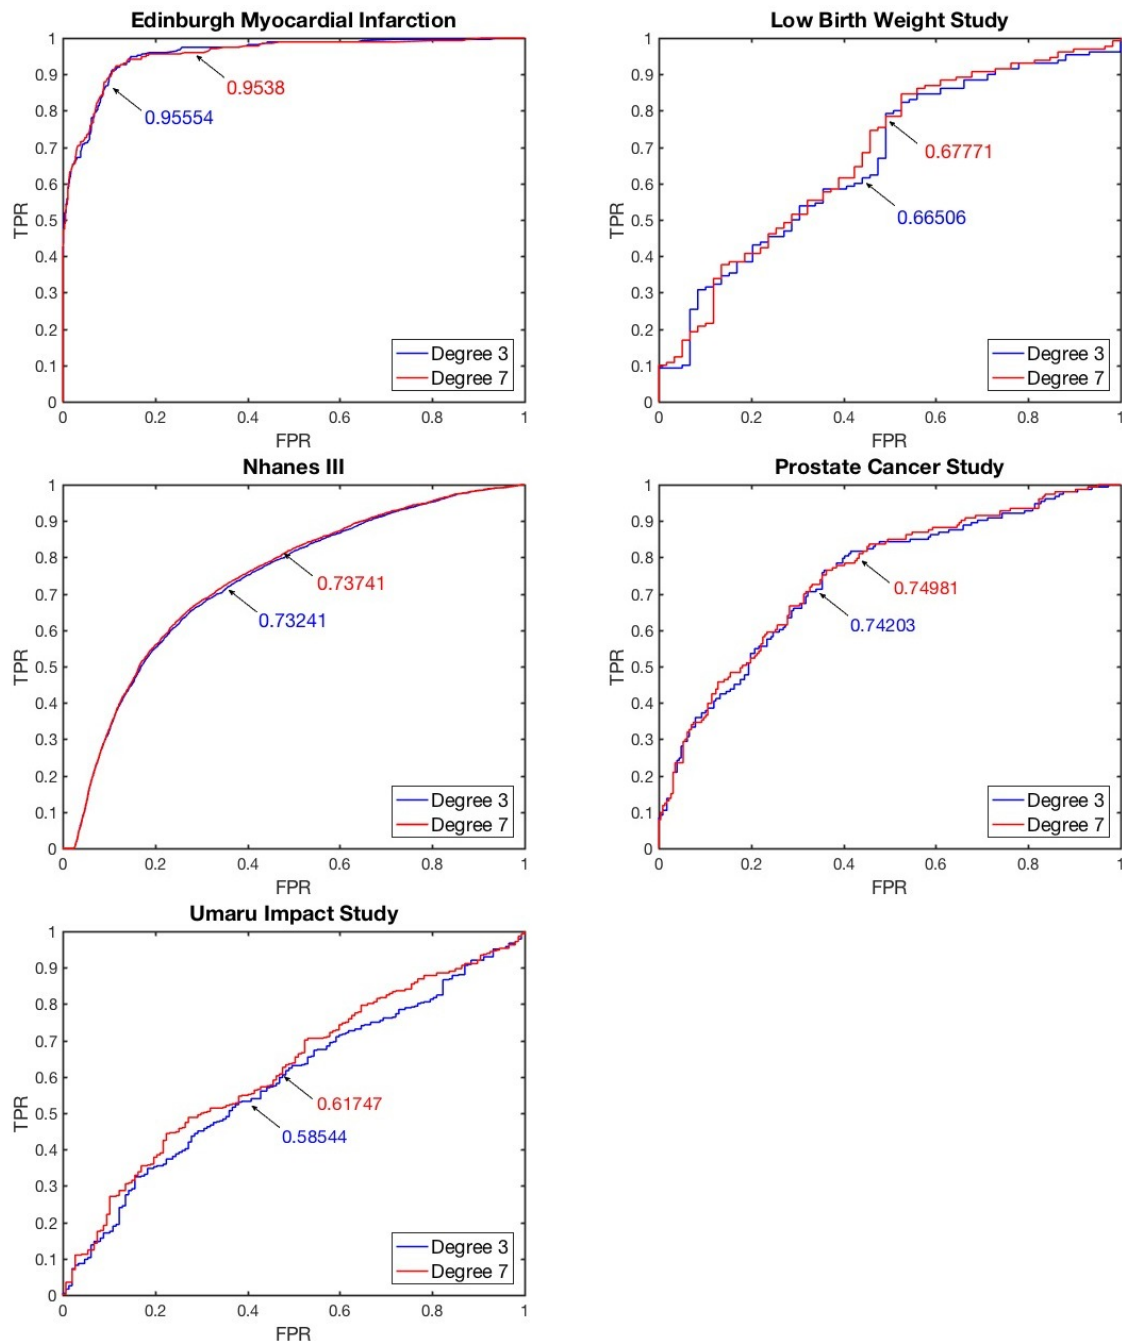 Edinburgh Myocardial Infarction
1
0.9
0.8
0.7
0.6
0.5
0.4
0.3
0.2
0.1
0
TPR
0.9538
0.95554
Degree 3
Degree 7
0 0.2 0.4 0.6 0.8 1
FPR
Low Birth Weight Study
1
0.9
0.8
0.7
0.6
0.5
0.4
0.3
0.2
0.1
0
TPR
0.67771
0.66506
Degree 3
Degree 7
0 0.2 0.4 0.6 0.8 1
FPR
Nhanes III
1
0.9
0.8
0.7
0.6
0.5
0.4
0.3
0.2
0.1
0
TPR
0.73741
0.73241
Degree 3
Degree 7
0 0.2 0.4 0.6 0.8 1
FPR
Prostate Cancer Study
1
0.9
0.8
0.7
0.6
0.5
0.4
0.3
0.2
0.1
0
TPR
0.74981
0.74203
Degree 3
Degree 7
0 0.2 0.4 0.6 0.8 1
FPR
Umaru Impact Study
1
0.9
0.8
0.7
0.6
0.5
0.4
0.3
0.2
0.1
0
TPR
0.61747
0.58544
Degree 3
Degree 7
0 0.2 0.4 0.6 0.8 1
FPR